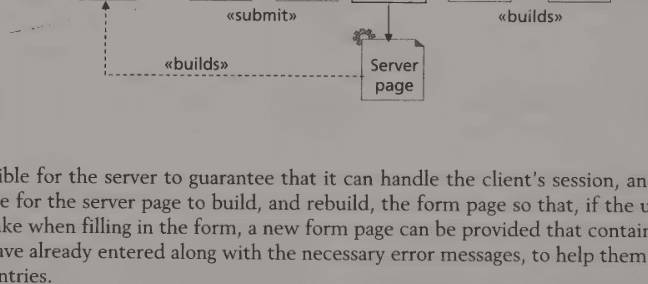 «submit»
«builds»
«builds»
Server
page
ible for the server to guarantee that it can handle the client's session, an
e for the server page to build, and rebuild, the form page so that, if the u
ke when filling in the form, a new form page can be provided that contain
ave already entered along with the necessary error messages, to help them
ntries.